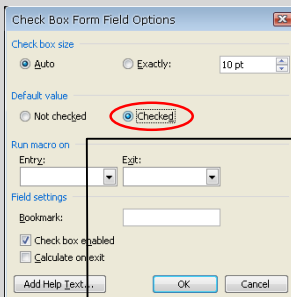 Check Box Form Field Options
Check box size
Auto Exactly: 10 pt
Default value
Not checked Checked
Run macro on
Entry: Exit:
Field settings
Bookmark:
Check box enabled
Calculate on exit
Add Help Text... OK Cancel